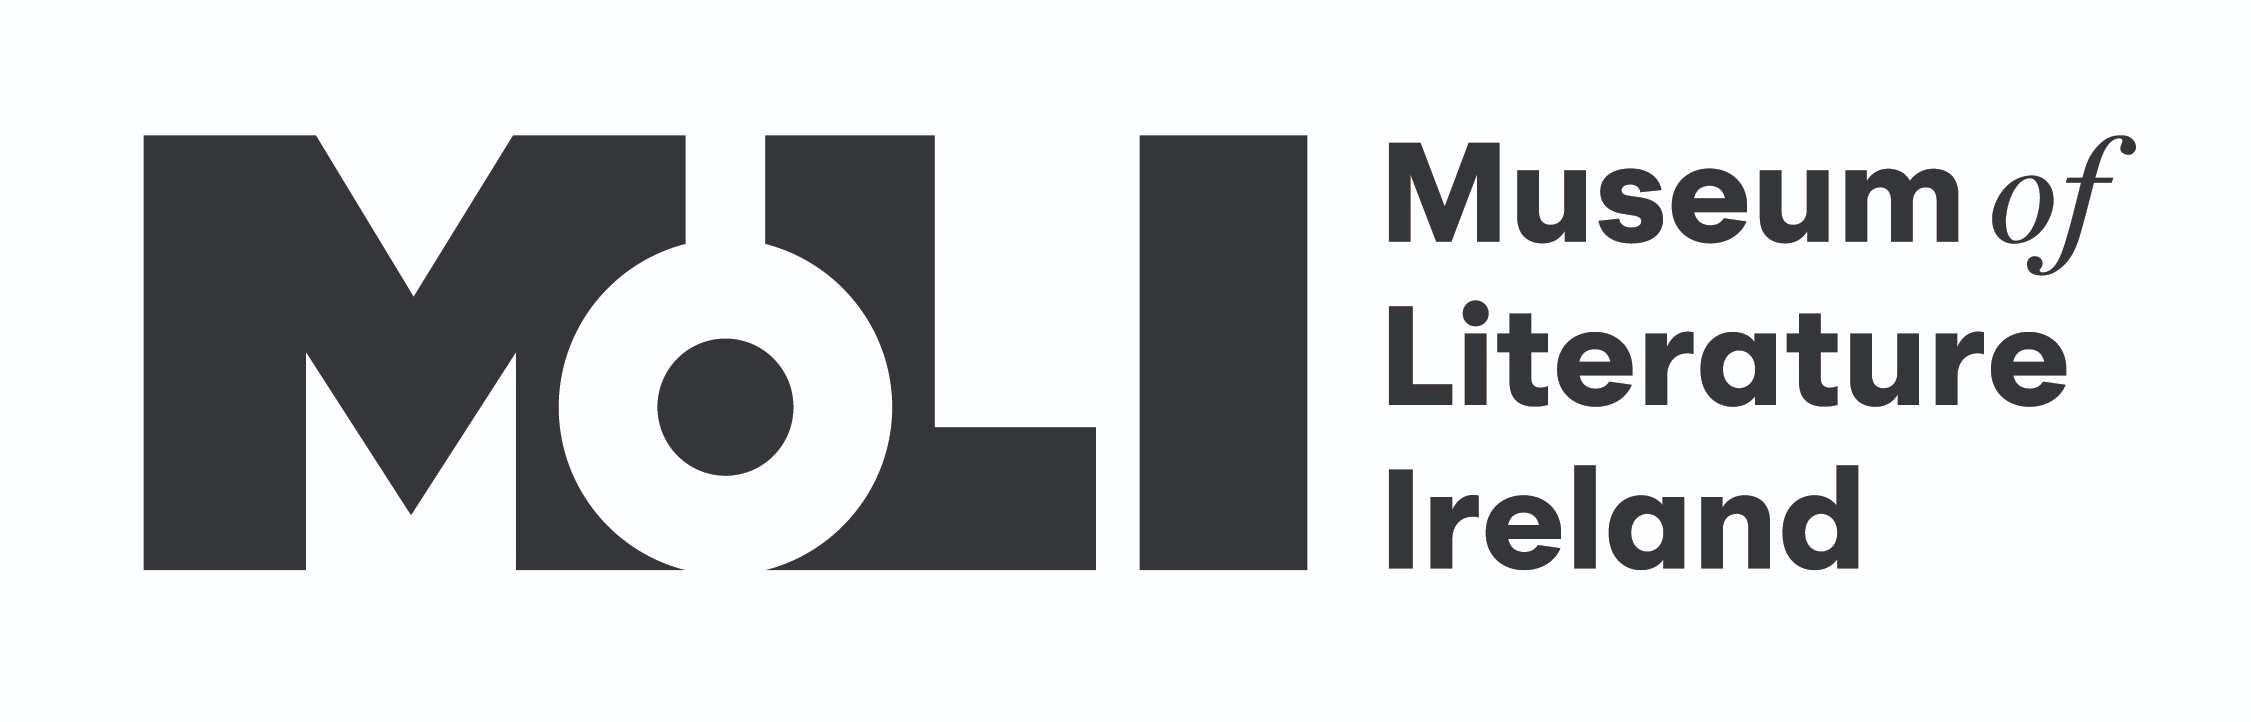 MOLI
Museum of
Literature
Ireland